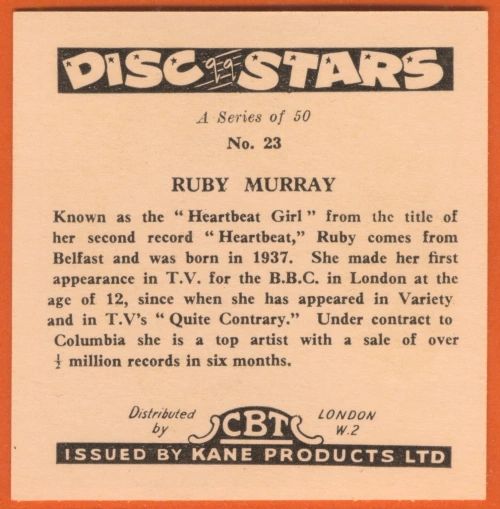 DISC STARS
A Series of 50
No. 23
RUBY MURRAY
Known as the "Heartbeat Girl" from the title of
her second record "Heartbeat," Ruby comes from
Belfast and was born in 1937. She made her first
appearance in T.V. for the B.B.C. in London at the
age of 12, since when she has appeared in Variety
and in T.V's "Quite Contrary." Under contract to
Columbia she is a top artist with a sale of over
½ million records in six months.
Distributed by CBT LONDON W.2
ISSUED BY KANE PRODUCTS LTD